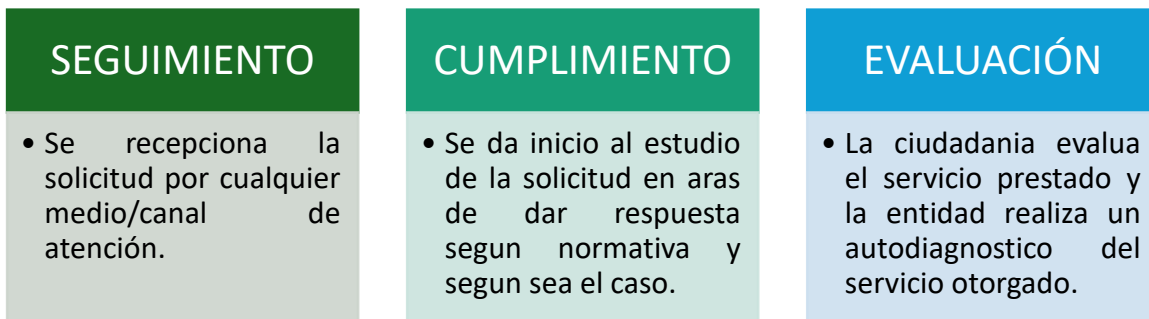 SEGUIMIENTO
• Se recepciona la
solicitud por cualquier
medio/canal de
atención.
CUMPLIMIENTO
• Se da inicio al estudio
de la solicitud en aras
de dar respuesta
segun normativa y
segun sea el caso.
EVALUACIÓN
• La ciudadania evalua
el servicio prestado y
la entidad realiza un
autodiagnostico del
servicio otorgado.